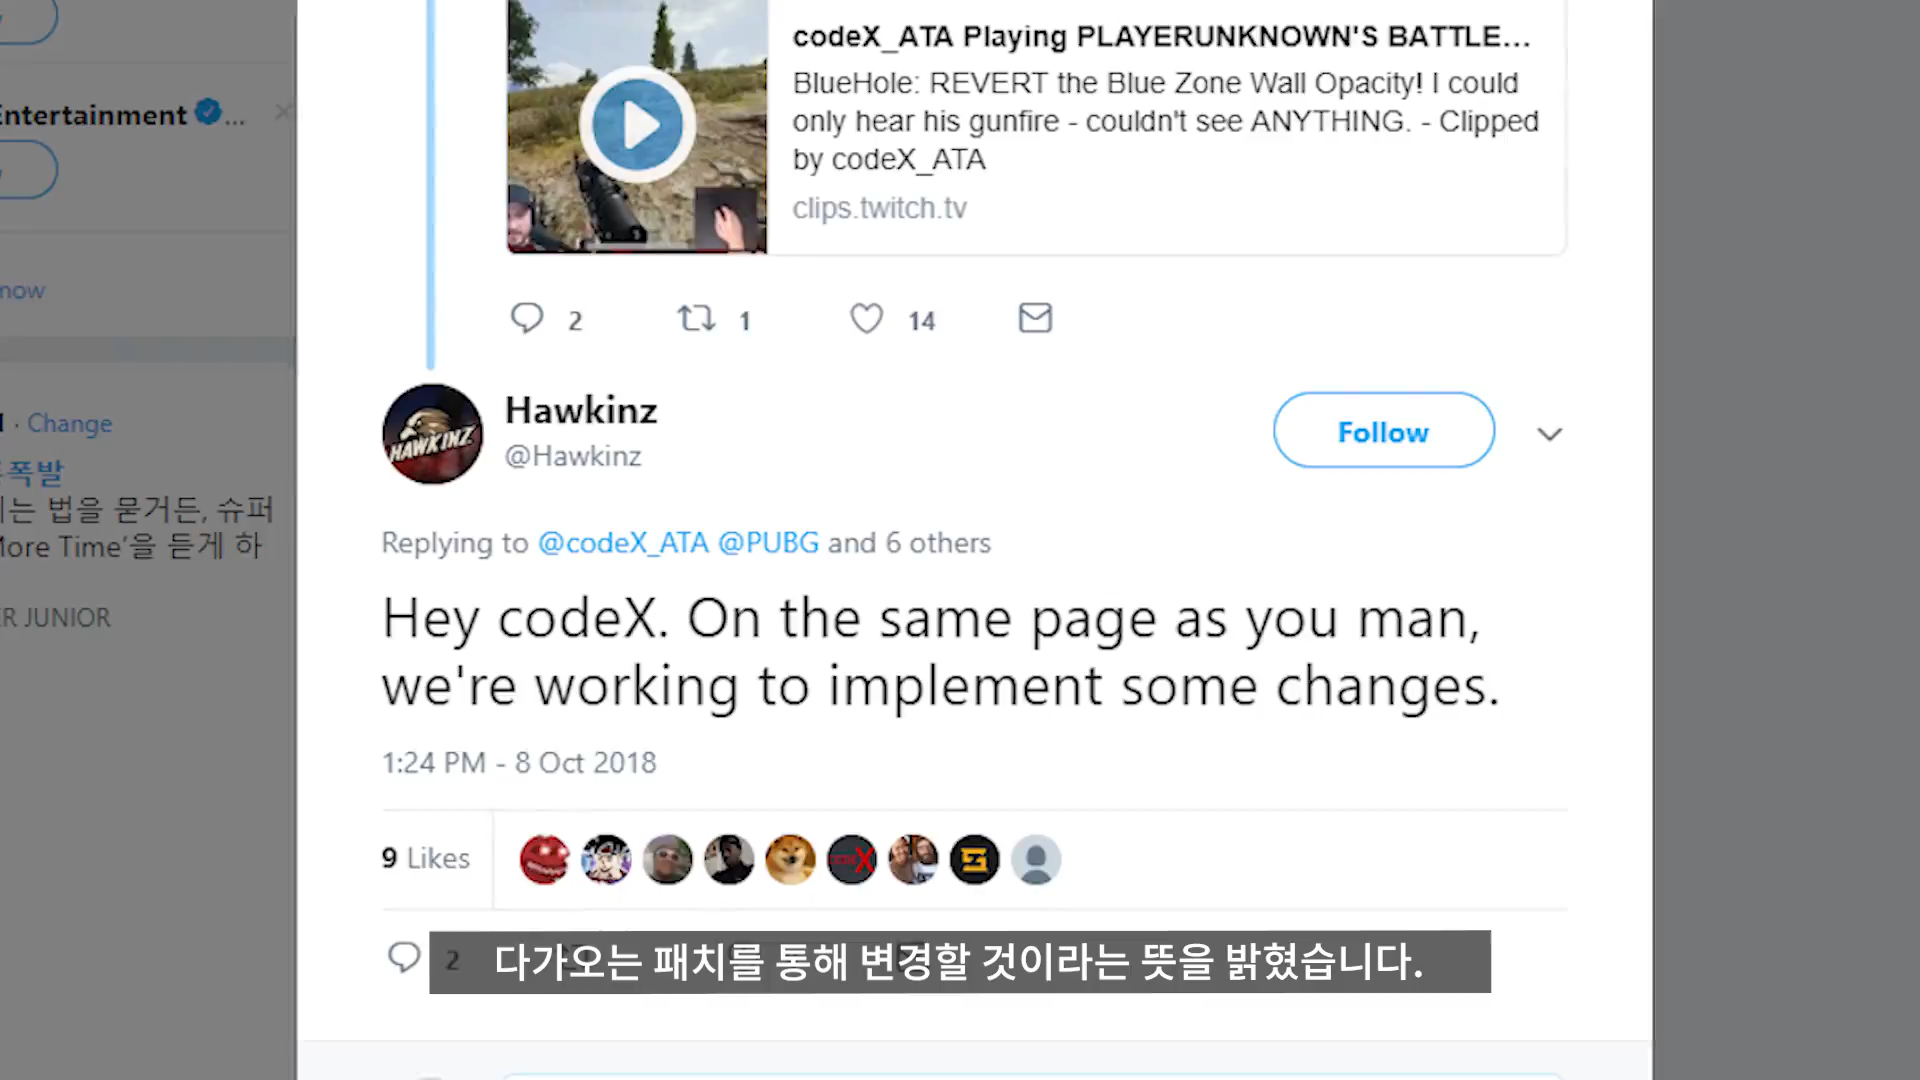 codeX_ATA Playing PLAYERUNKNOWN'S BATTLE...
BlueHole: REVERT the Blue Zone Wall Opacity! I could
only hear his gunfire - couldn't see ANYTHING. - Clipped
by codeX_ATA
clips.twitch.tv
Entertainment ...
now
2 1 14
Hawkinz
@Hawkinz
Follow
HAWKINZ
· Change
폭발
는 법을 묻거든, 슈퍼
More Time'을 듣게 하
R JUNIOR
Replying to @codeX_ATA @PUBG and 6 others
Hey codeX. On the same page as you man,
we're working to implement some changes.
1:24 PM - 8 Oct 2018
9 Likes
codeX
2
다가오는 패치를 통해 변경할 것이라는 뜻을 밝혔습니다.